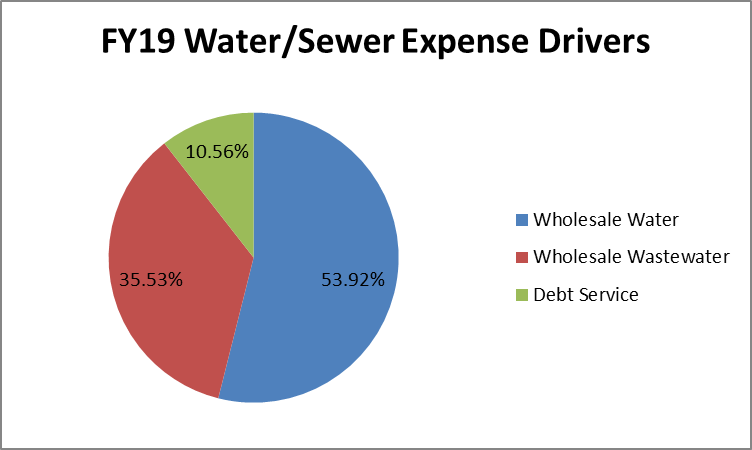 FY19 Water/Sewer Expense Drivers
10.56%
35.53%
53.92%
Wholesale Water
Wholesale Wastewater
Debt Service